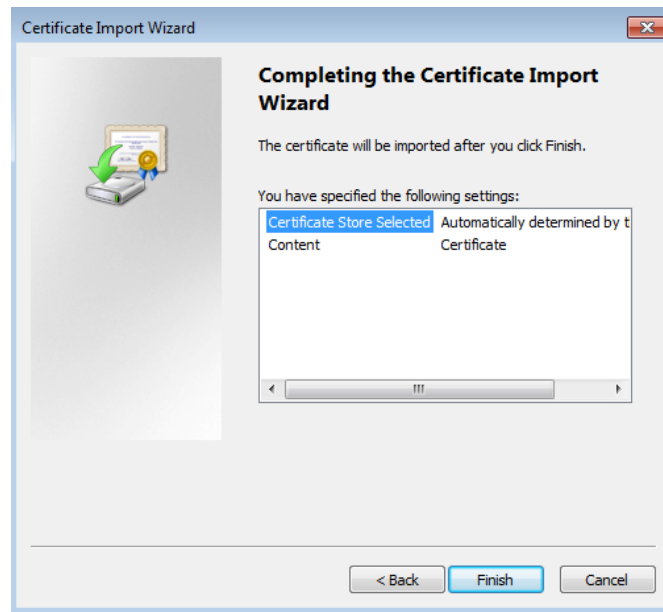 Certificate Import Wizard
Completing the Certificate Import
Wizard
The certificate will be imported after you click Finish.
You have specified the following settings:
Certificate Store Selected Automatically determined by t
Content Certificate
< Back Finish Cancel